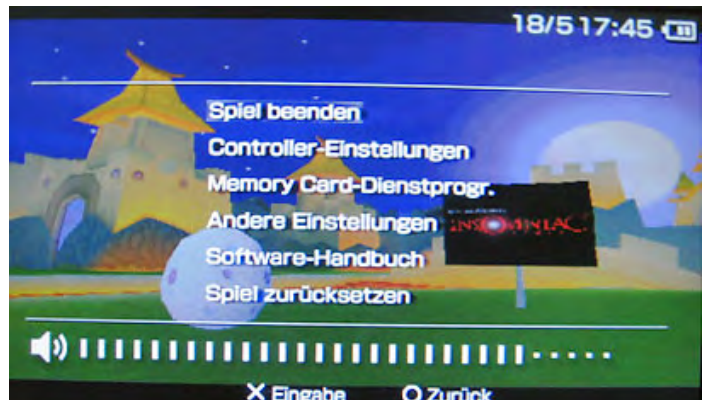 18/5 17:45
Spiel beenden
Controller-Einstellungen
Memory Card-Dienstprogr.
Andere Einstellungen
INSOMNIAC
Software-Handbuch
Spiel zurücksetzen
X Eingabe O Zurück